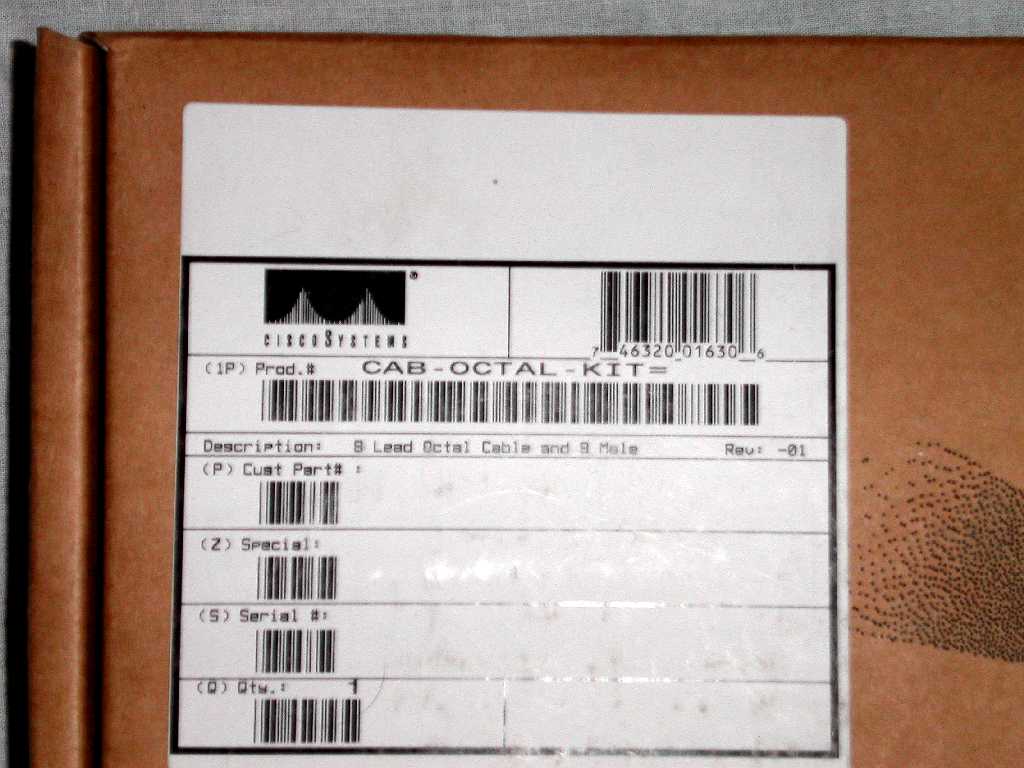 ®
CISCO SYSTEMS
7 46320 01630 6
(1P) Prod.# CAB-OCTAL-KIT=
Description: 8 Lead Octal Cable and 8 Male Rev: -01
(P) Cust Part# :
(Z) Special:
(S) Serial #:
(Q) Qty.: 1